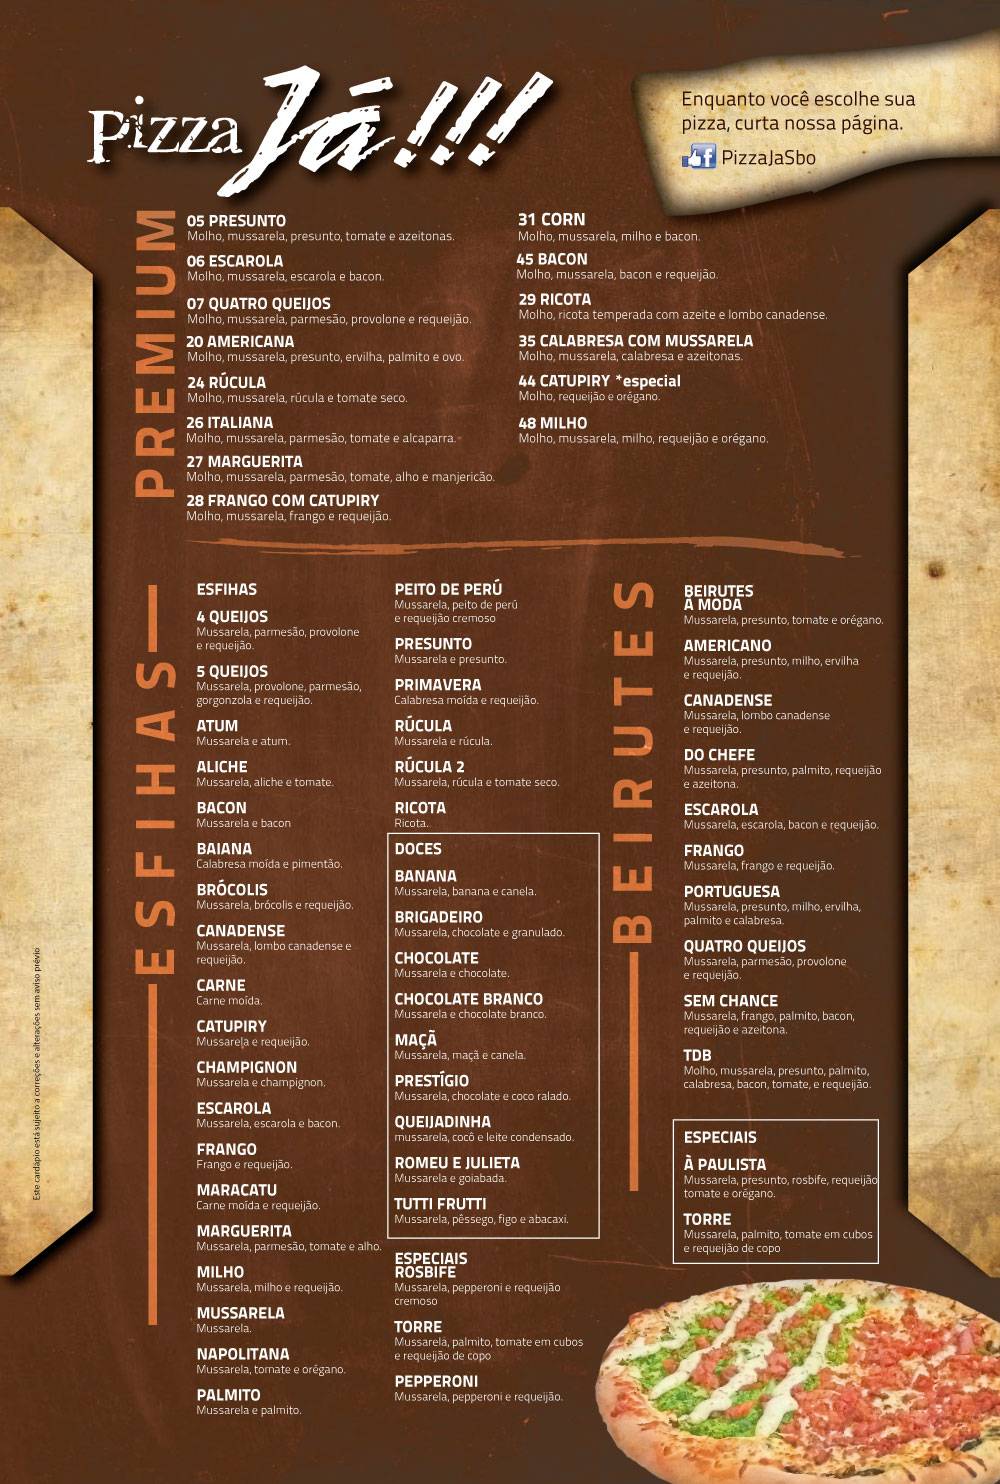 Pizza Já!!!
Enquanto você escolhe sua
pizza, curta nossa página.
PizzaJaSbo
PREMIUM
05 PRESUNTO
Molho, mussarela, presunto, tomate e azeitonas.
06 ESCAROLA
Molho, mussarela, escarola e bacon.
07 QUATRO QUEIJOS
Molho, mussarela, parmesão, provolone e requeijão.
20 AMERICANA
Molho, mussarela, presunto, ervilha, palmito e ovo.
24 RÚCULA
Molho, mussarela, rúcula e tomate seco.
26 ITALIANA
Molho, mussarela, parmesão, tomate e alcaparra.
27 MARGUERITA
Molho, mussarela, parmesão, tomate, alho e manjericão.
28 FRANGO COM CATUPIRY
Molho, mussarela, frango e requeijão.
31 CORN
Molho, mussarela, milho e bacon.
45 BACON
Molho, mussarela, bacon e requeijão.
29 RICOTA
Molho, ricota temperada com azeite e lombo canadense.
35 CALABRESA COM MUSSARELA
Molho, mussarela, calabresa e azeitonas.
44 CATUPIRY *especial
Molho, requeijão e orégano.
48 MILHO
Molho, mussarela, milho, requeijão e orégano.
ESFIHAS
ESFIHAS
4 QUEIJOS
Mussarela, parmesão, provolone
e requeijão.
5 QUEIJOS
Mussarela, provolone, parmesão,
gorgonzola e requeijão.
ATUM
Mussarela e atum.
ALICHE
Mussarela, aliche e tomate.
BACON
Mussarela e bacon
BAIANA
Calabresa moída e pimentão.
BRÓCOLIS
Mussarela, brócolis e requeijão.
CANADENSE
Mussarela, lombo canadense e
requeijão.
CARNE
Carne moída.
CATUPIRY
Mussarela e requeijão.
CHAMPIGNON
Mussarela e champignon.
ESCAROLA
Mussarela, escarola e bacon.
FRANGO
Frango e requeijão.
MARACATU
Carne moída e requeijão.
MARGUERITA
Mussarela, parmesão, tomate e alho.
MILHO
Mussarela, milho e requeijão.
MUSSARELA
Mussarela.
NAPOLITANA
Mussarela, tomate e orégano.
PALMITO
Mussarela e palmito.
PEITO DE PERÚ
Mussarela, peito de perú
e requeijão cremoso
PRESUNTO
Mussarela e presunto.
PRIMAVERA
Calabresa moída e requeijão.
RÚCULA
Mussarela e rúcula.
RÚCULA 2
Mussarela, rúcula e tomate seco.
RICOTA
Ricota.
DOCES
BANANA
Mussarela, banana e canela.
BRIGADEIRO
Mussarela, chocolate e granulado.
CHOCOLATE
Mussarela e chocolate.
CHOCOLATE BRANCO
Mussarela e chocolate branco.
MAÇÃ
Mussarela, maçã e canela.
PRESTÍGIO
Mussarela, chocolate e coco ralado.
QUEIJADINHA
mussarela, cocô e leite condensado.
ROMEU E JULIETA
Mussarela e goiabada.
TUTTI FRUTTI
Mussarela, pêssego, figo e abacaxi.
ESPECIAIS
ROSBIFE
Mussarela, pepperoni e requeijão
cremoso
TORRE
Mussarela, palmito, tomate em cubos
e requeijão de copo
PEPPERONI
Mussarela, pepperoni e requeijão.
BEIRUTES
BEIRUTES
À MODA
Mussarela, presunto, tomate e orégano.
AMERICANO
Mussarela, presunto, milho, ervilha
e requeijão.
CANADENSE
Mussarela, lombo canadense
e requeijão.
DO CHEFE
Mussarela, presunto, palmito, requeijão
e azeitona.
ESCAROLA
Mussarela, escarola, bacon e requeijão.
FRANGO
Mussarela, frango e requeijão.
PORTUGUESA
Mussarela, presunto, milho, ervilha,
palmito e calabresa.
QUATRO QUEIJOS
Mussarela, parmesão, provolone
e requeijão.
SEM CHANCE
Mussarela, frango, palmito, bacon,
requeijão e azeitona.
TDB
Molho, mussarela, presunto, palmito,
calabresa, bacon, tomate, e requeijão.
ESPECIAIS
À PAULISTA
Mussarela, presunto, rosbife, requeijão
tomate e orégano.
TORRE
Mussarela, palmito, tomate em cubos
e requeijão de copo
Este cardápio está sujeito a correções e alterações sem aviso prévio